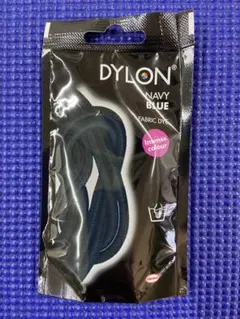 DYLON
NAVY
BLUE
FABRIC DYE
Intense
colour